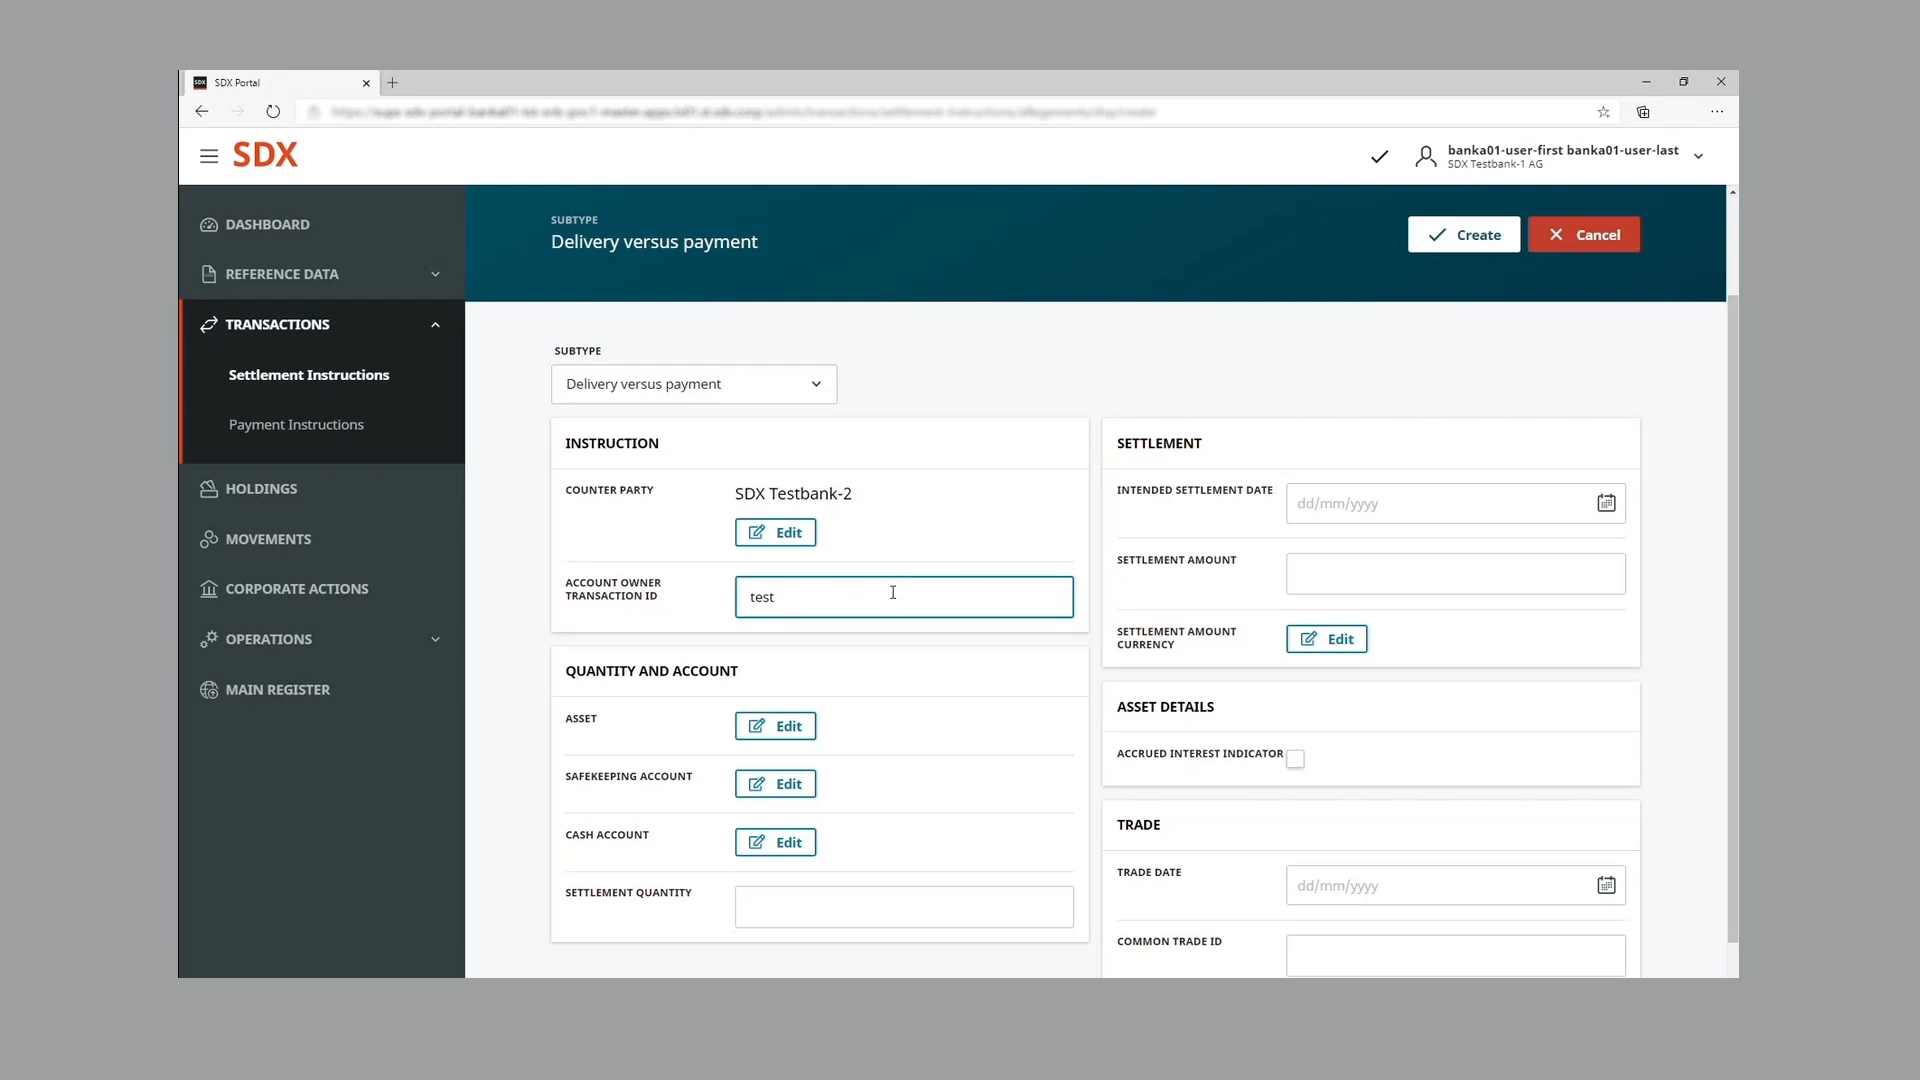 SDX SDX Portal
SDX
banka01-user-first banka01-user-last
SDX Testbank-1 AG
DASHBOARD
REFERENCE DATA
TRANSACTIONS
Settlement Instructions
Payment Instructions
HOLDINGS
MOVEMENTS
CORPORATE ACTIONS
OPERATIONS
MAIN REGISTER
SUBTYPE
Delivery versus payment
Create
Cancel
SUBTYPE
Delivery versus payment
INSTRUCTION
COUNTER PARTY
SDX Testbank-2
Edit
ACCOUNT OWNER
TRANSACTION ID
test
QUANTITY AND ACCOUNT
ASSET
Edit
SAFEKEEPING ACCOUNT
Edit
CASH ACCOUNT
Edit
SETTLEMENT QUANTITY
SETTLEMENT
INTENDED SETTLEMENT DATE
dd/mm/yyyy
SETTLEMENT AMOUNT
SETTLEMENT AMOUNT
CURRENCY
Edit
ASSET DETAILS
ACCRUED INTEREST INDICATOR
TRADE
TRADE DATE
dd/mm/yyyy
COMMON TRADE ID